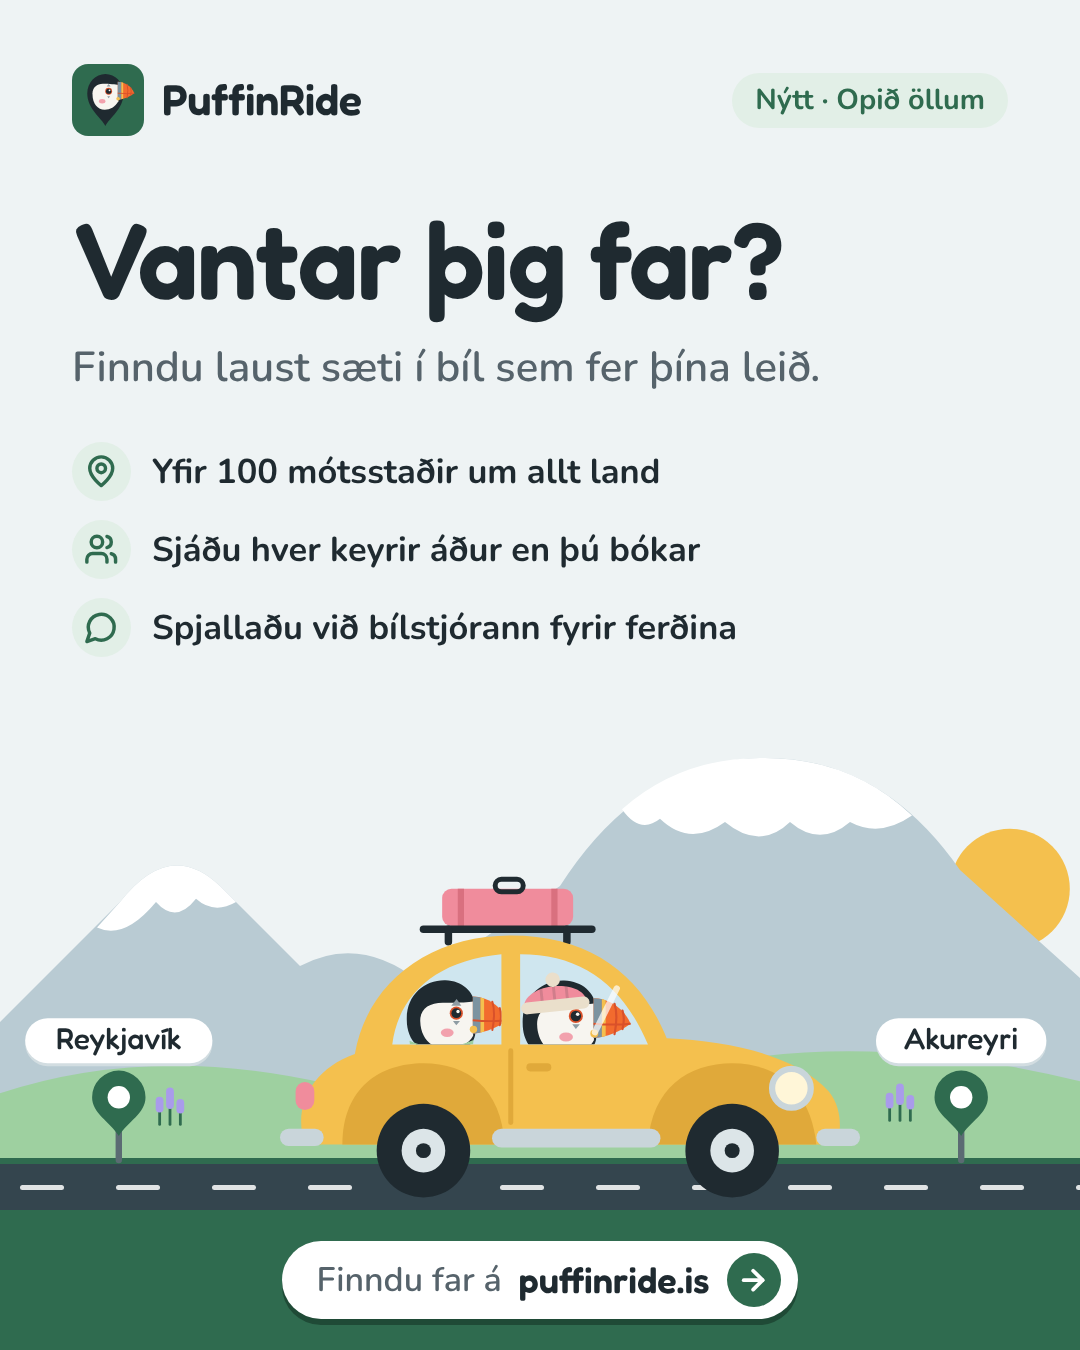 PuffinRide
Nýtt · Opið öllum
Vantar þig far?
Finndu laust sæti í bíl sem fer þína leið.
Yfir 100 mótsstaðir um allt land
Sjáðu hver keyrir áður en þú bókar
Spjallaðu við bílstjórann fyrir ferðina
Reykjavík
Akureyri
Finndu far á puffinride.is